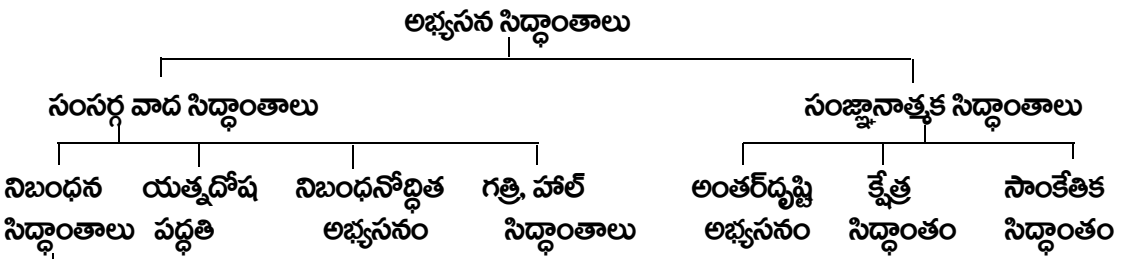 అభ్యసన సిద్ధాంతాలు
సంసర్గ వాద సిద్ధాంతాలు సంజ్ఞానాత్మక సిద్ధాంతాలు
నిబంధన యత్నదోష నిబంధనోద్ధిత గత్రి, హాల్ అంతర్‌దృష్టి క్షేత్ర సాంకేతిక
సిద్ధాంతాలు పద్ధతి అభ్యసనం సిద్ధాంతాలు అభ్యసనం సిద్ధాంతం సిద్ధాంతం